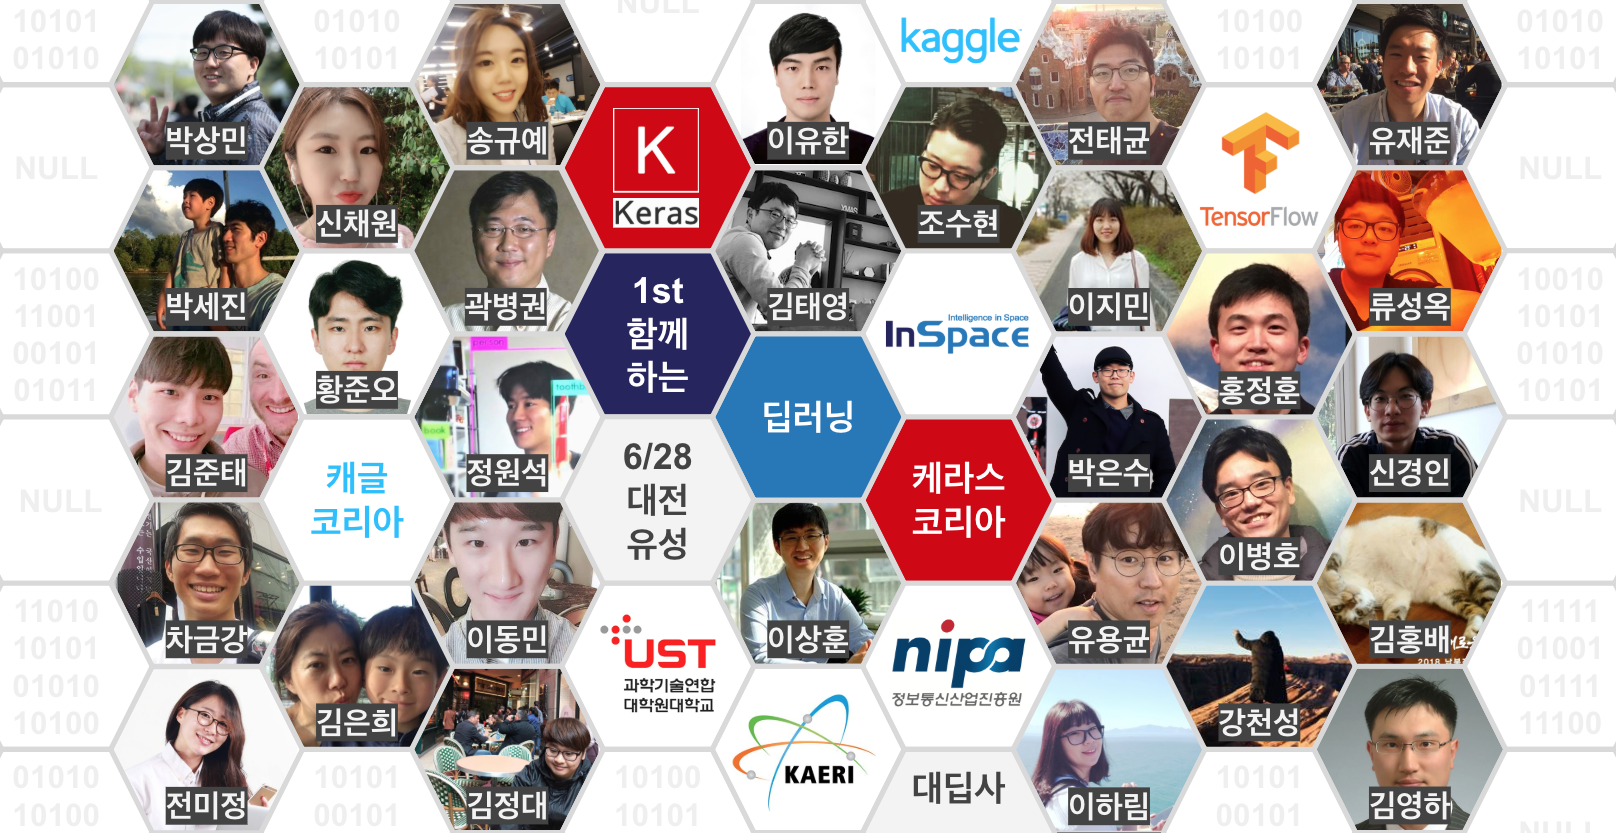 10101
01010
01010
10101
NULL
kaggle
10100
10101
01010
10101
박상민
송규예
이유한
전태균
유재준
NULL
신채원
K
Keras
조수현
TensorFlow
NULL
박세진
곽병권
김태영
이지민
류성옥
10100
11001
00101
01011
황준오
1st
함께
하는
Intelligence in Space
InSpace
홍정훈
10010
10101
01010
10101
김준태
정원석
딥러닝
박은수
신경인
NULL
캐글
코리아
6/28
대전
유성
케라스
코리아
이병호
NULL
차금강
이동민
이상훈
유용균
김홍배
11010
10101
01010
10100
김은희
UST
과학기술연합
대학원대학교
nipa
정보통신산업진흥원
강천성
11111
01001
01111
11100
전미정
김정대
KAERI
대딥사
이하림
김영하
01010
10100
10101
00101
10100
10101
10101
00101
NULL